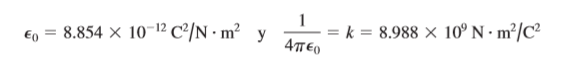 ϵ₀ = 8.854 × 10⁻¹² C²/N · m² y 1/4πϵ₀ = k = 8.988 × 10⁹ N · m²/C²